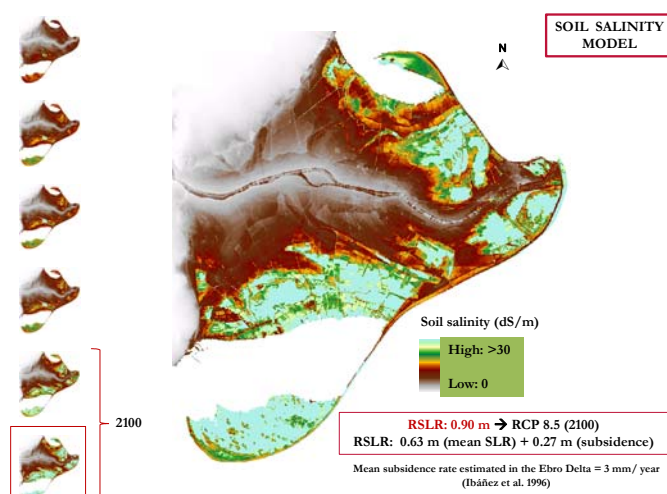 SOIL SALINITY
MODEL
N
Soil salinity (dS/m)
High: >30
Low: 0
2100
RSLR: 0.90 m → RCP 8.5 (2100)
RSLR: 0.63 m (mean SLR) + 0.27 m (subsidence)
Mean subsidence rate estimated in the Ebro Delta = 3 mm/year
(Ibáñez et al. 1996)